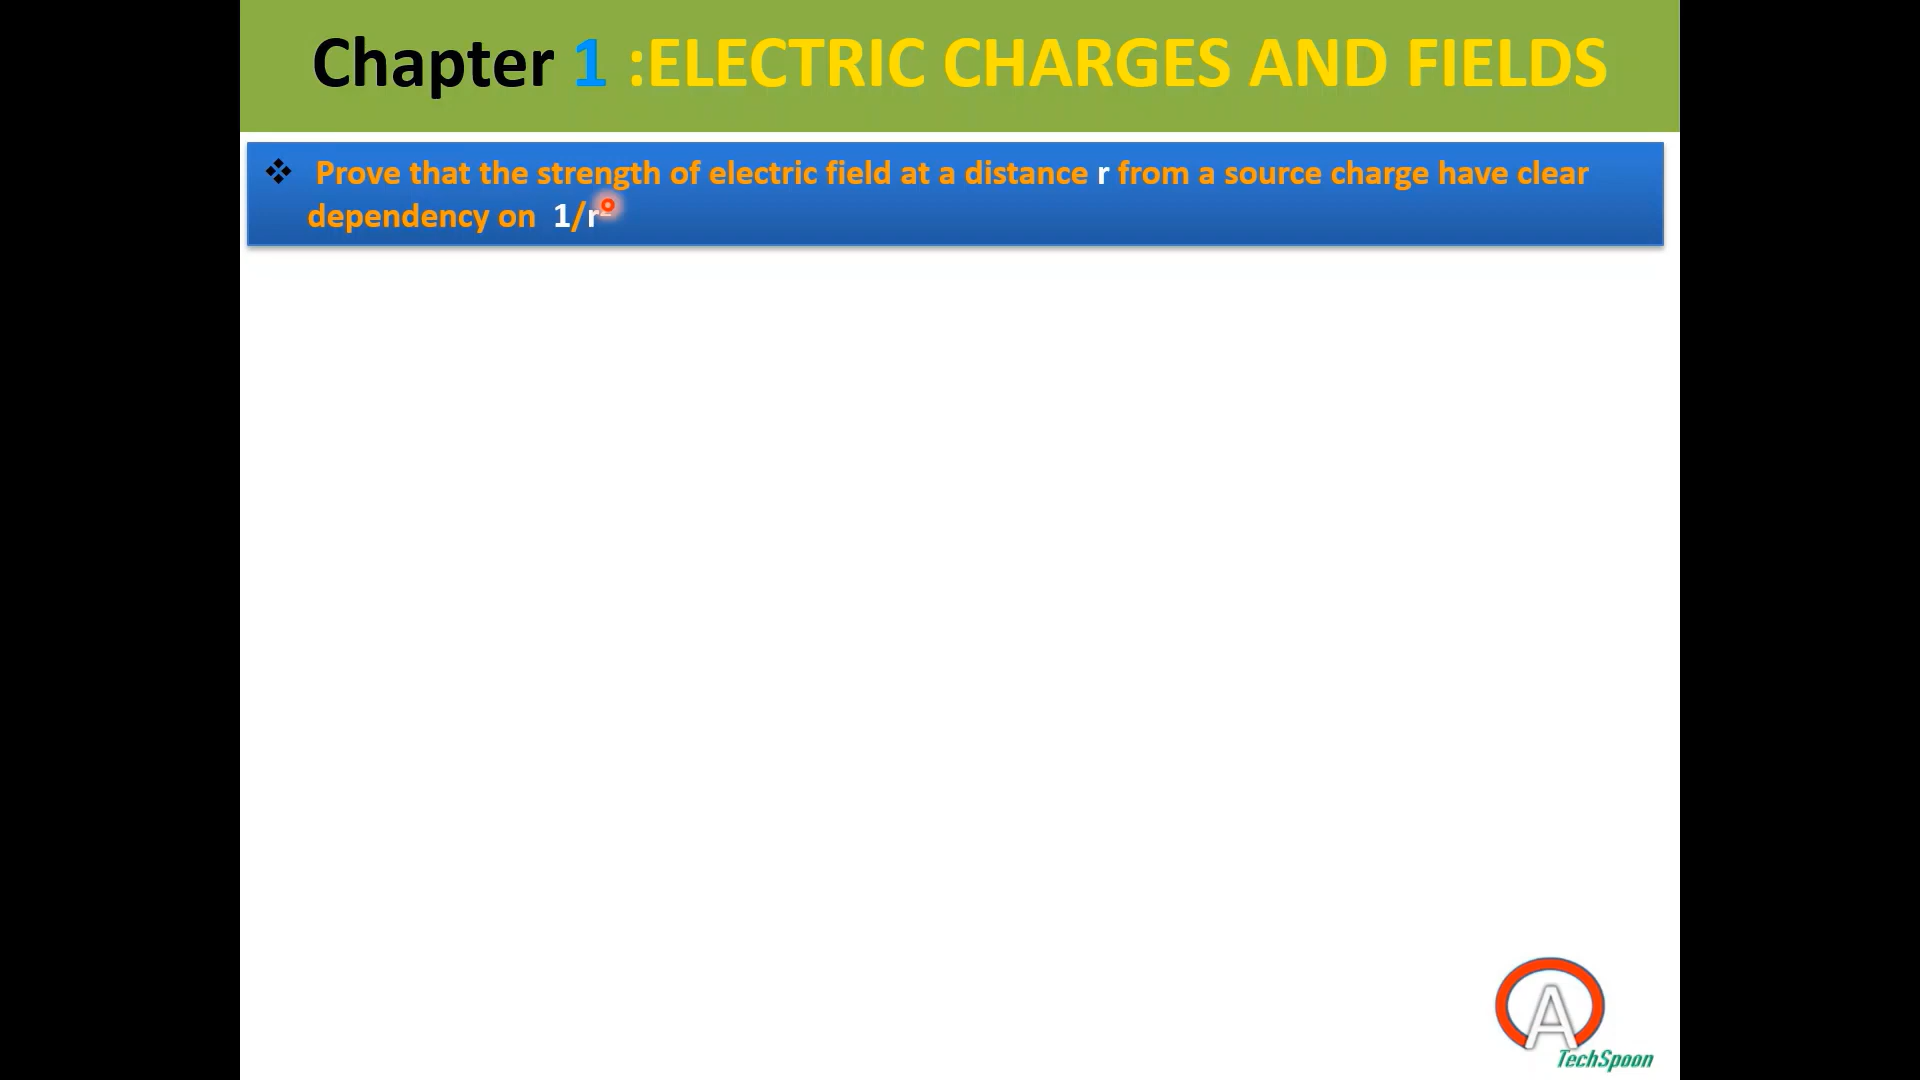 Chapter 1 :ELECTRIC CHARGES AND FIELDS
❖ Prove that the strength of electric field at a distance r from a source charge have clear
dependency on 1/r²
A
TechSpoon